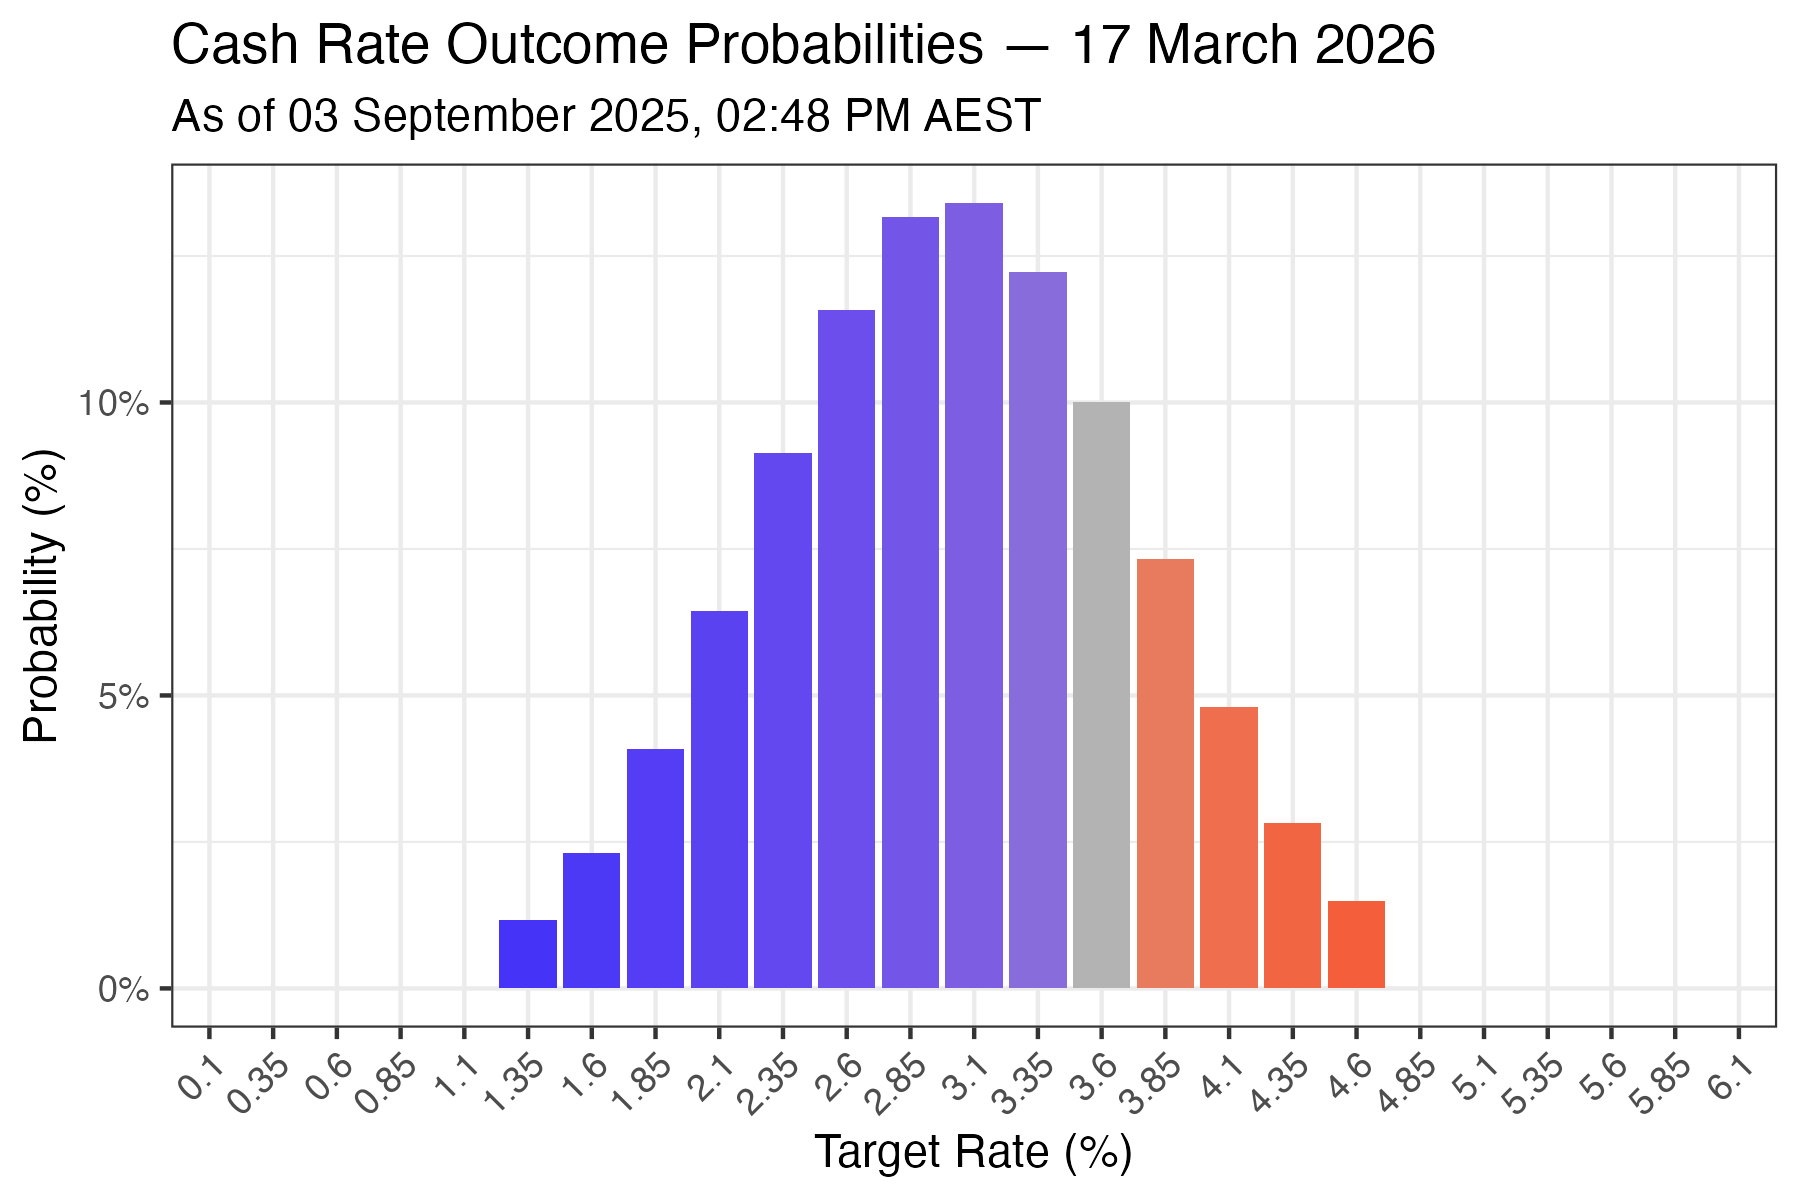 Cash Rate Outcome Probabilities — 17 March 2026
As of 03 September 2025, 02:48 PM AEST
Probability (%)
10%
5%
0%
0.1 0.35 0.6 0.85 1.1 1.35 1.6 1.85 2.1 2.35 2.6 2.85 3.1 3.35 3.6 3.85 4.1 4.35 4.6 4.85 5.1 5.35 5.6 5.85 6.1
Target Rate (%)